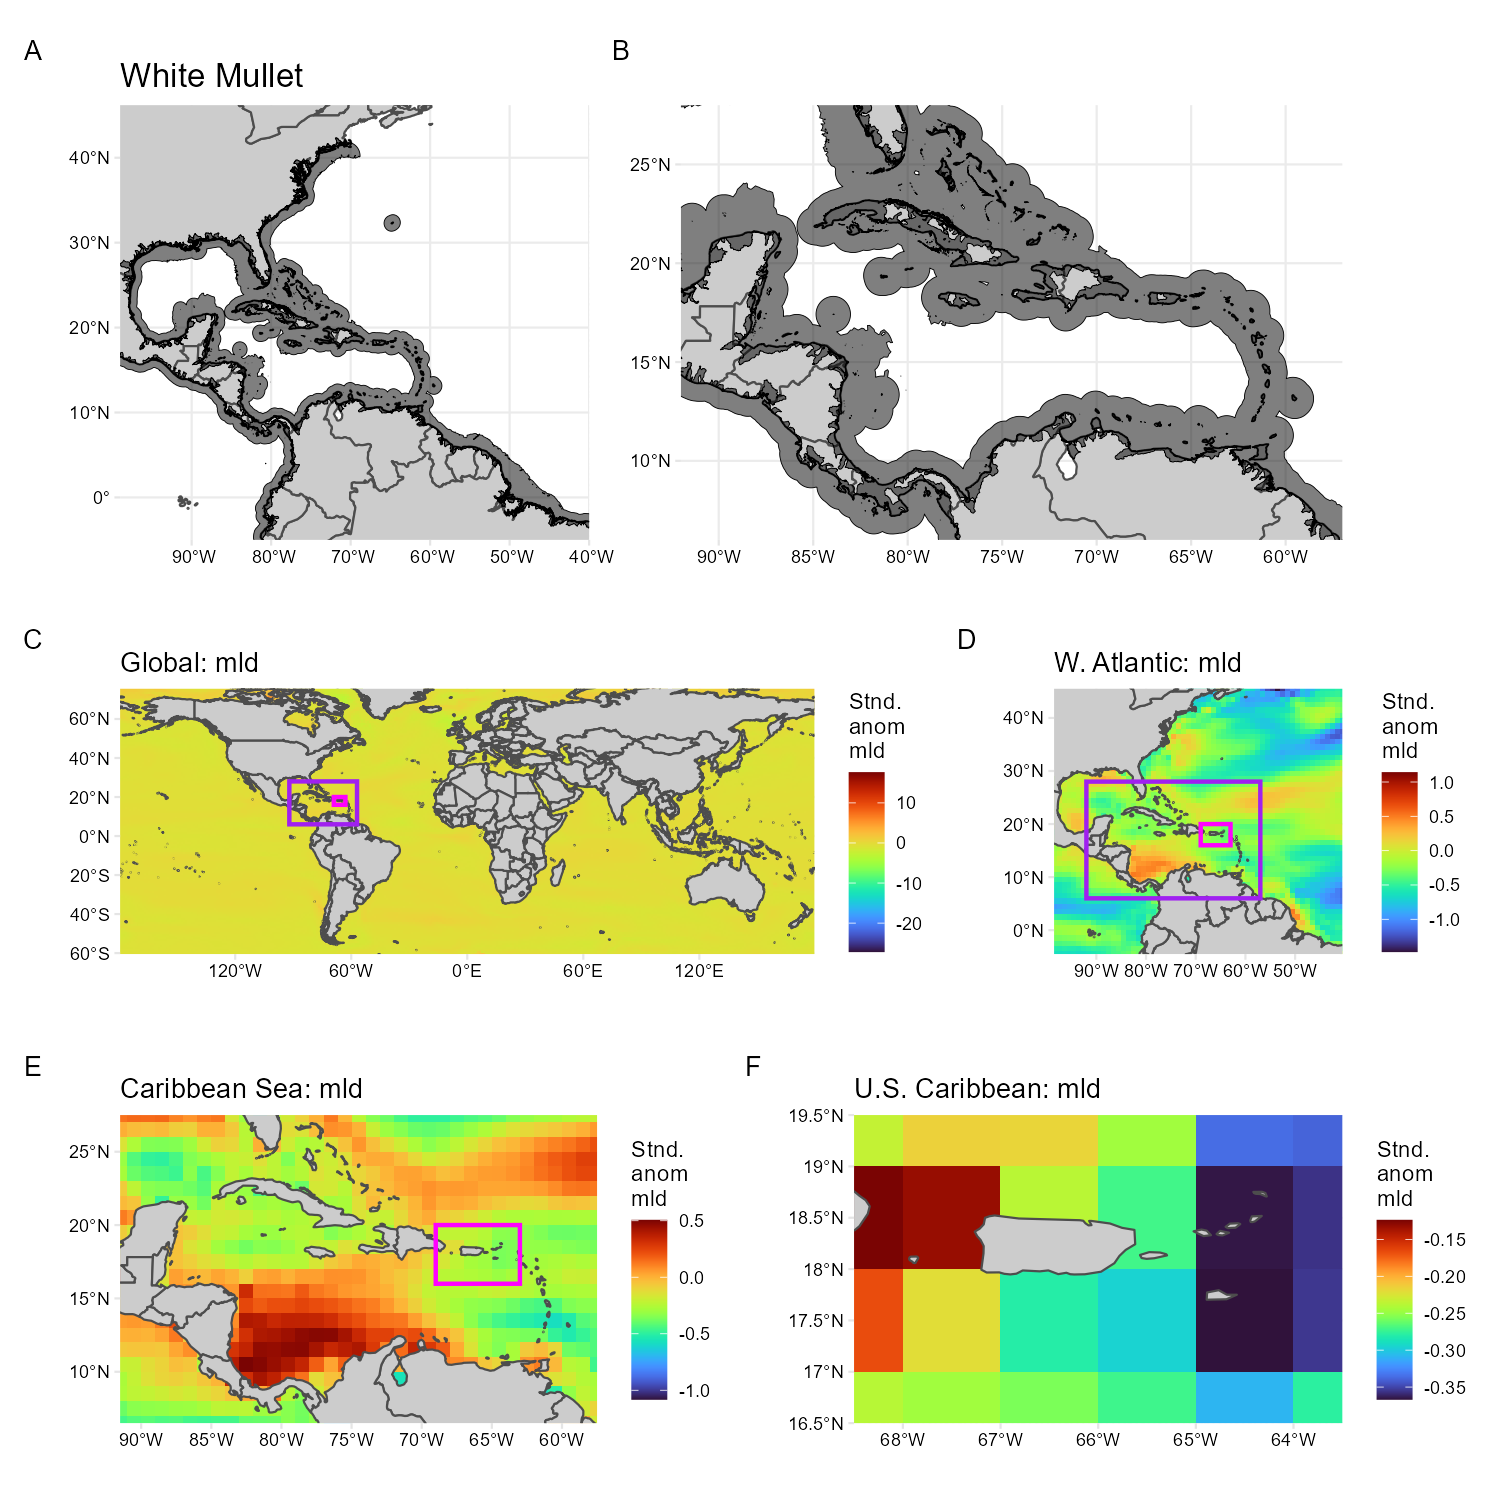 A
B
White Mullet
40°N
30°N
20°N
10°N
0°
90°W
80°W
70°W
60°W
50°W
40°W
25°N
20°N
15°N
10°N
90°W
85°W
80°W
75°W
70°W
65°W
60°W
C
D
Global: mld
60°N
40°N
20°N
0°N
20°S
40°S
60°S
120°W
60°W
0°E
60°E
120°E
Stnd.
anom
mld
10
0
-10
-20
W. Atlantic: mld
40°N
30°N
20°N
10°N
0°N
90°W
80°W
70°W
60°W
50°W
Stnd.
anom
mld
1.0
0.5
0.0
-0.5
-1.0
E
F
Caribbean Sea: mld
25°N
20°N
15°N
10°N
90°W
85°W
80°W
75°W
70°W
65°W
60°W
Stnd.
anom
mld
0.5
0.0
-0.5
-1.0
U.S. Caribbean: mld
19.5°N
19°N
18.5°N
18°N
17.5°N
17°N
16.5°N
68°W
67°W
66°W
65°W
64°W
Stnd.
anom
mld
-0.15
-0.20
-0.25
-0.30
-0.35